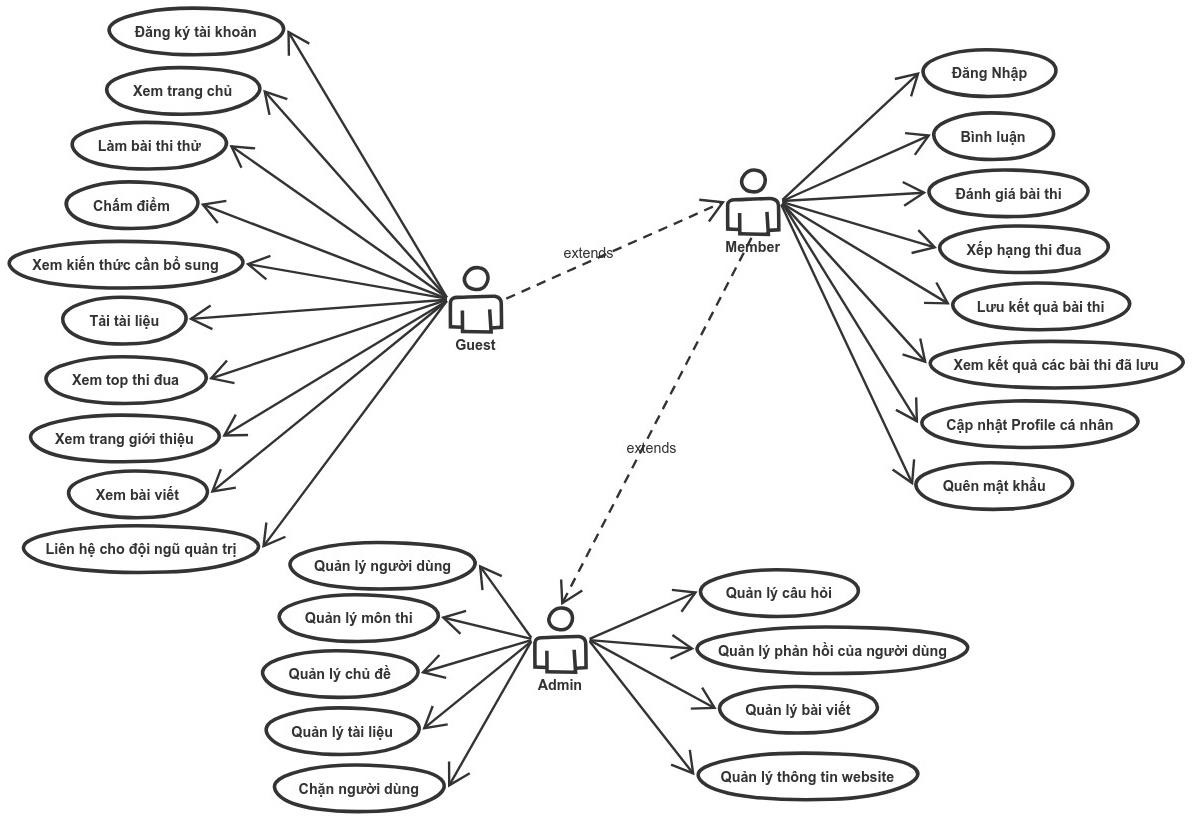 Đăng ký tài khoản
Xem trang chủ
Làm bài thi thử
Chấm điểm
Xem kiến thức cần bổ sung
Tải tài liệu
Xem top thi đua
Xem trang giới thiệu
Xem bài viết
Liên hệ cho đội ngũ quản trị
Guest
extends
Member
Đăng Nhập
Bình luận
Đánh giá bài thi
Xếp hạng thi đua
Lưu kết quả bài thi
Xem kết quả các bài thi đã lưu
Cập nhật Profile cá nhân
Quên mật khẩu
extends
Admin
Quản lý người dùng
Quản lý môn thi
Quản lý chủ đề
Quản lý tài liệu
Chặn người dùng
Quản lý câu hỏi
Quản lý phản hồi của người dùng
Quản lý bài viết
Quản lý thông tin website